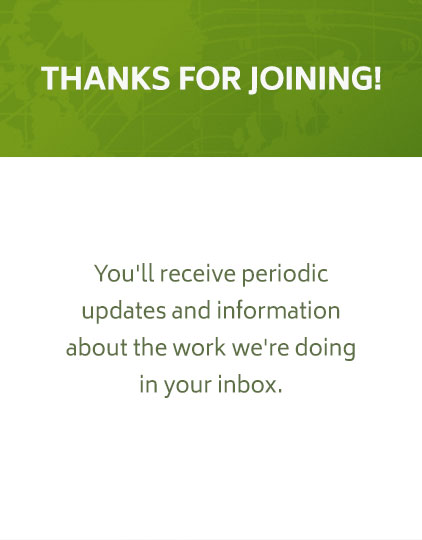 THANKS FOR JOINING!
You'll receive periodic
updates and information
about the work we're doing
in your inbox.